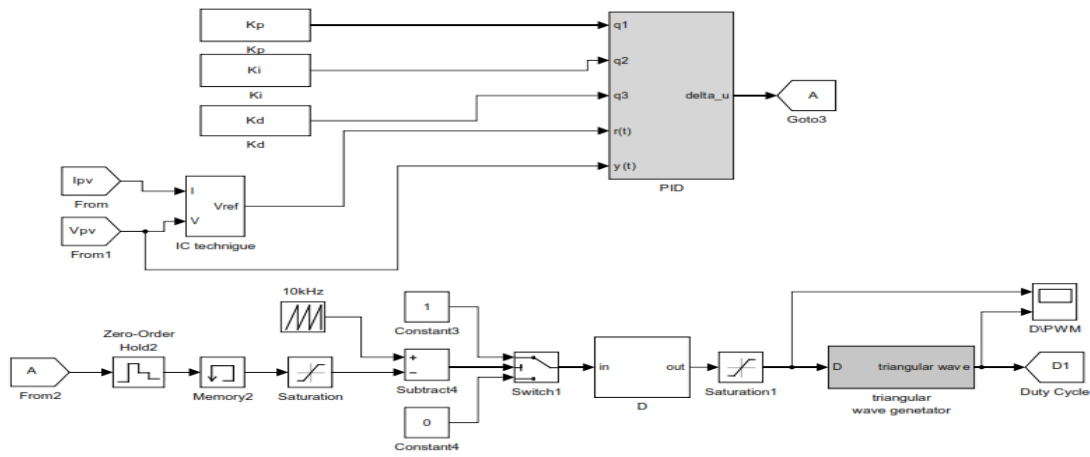 Kp
Kp
Ki
Ki
Kd
Kd
q1
q2
q3
r(t)
y(t)
delta_u
PID
A
Goto3
Ipv
From
Vpv
From1
I
V
Vref
IC technigue
10kHz
1
Constant3
Zero-Order
Hold2
A
From2
Memory2
Saturation
+
−
Subtract4
0
Constant4
Switch1
in
out
D
Saturation1
D
triangular wave
triangular
wave genetator
D\PWM
D1
Duty Cycle